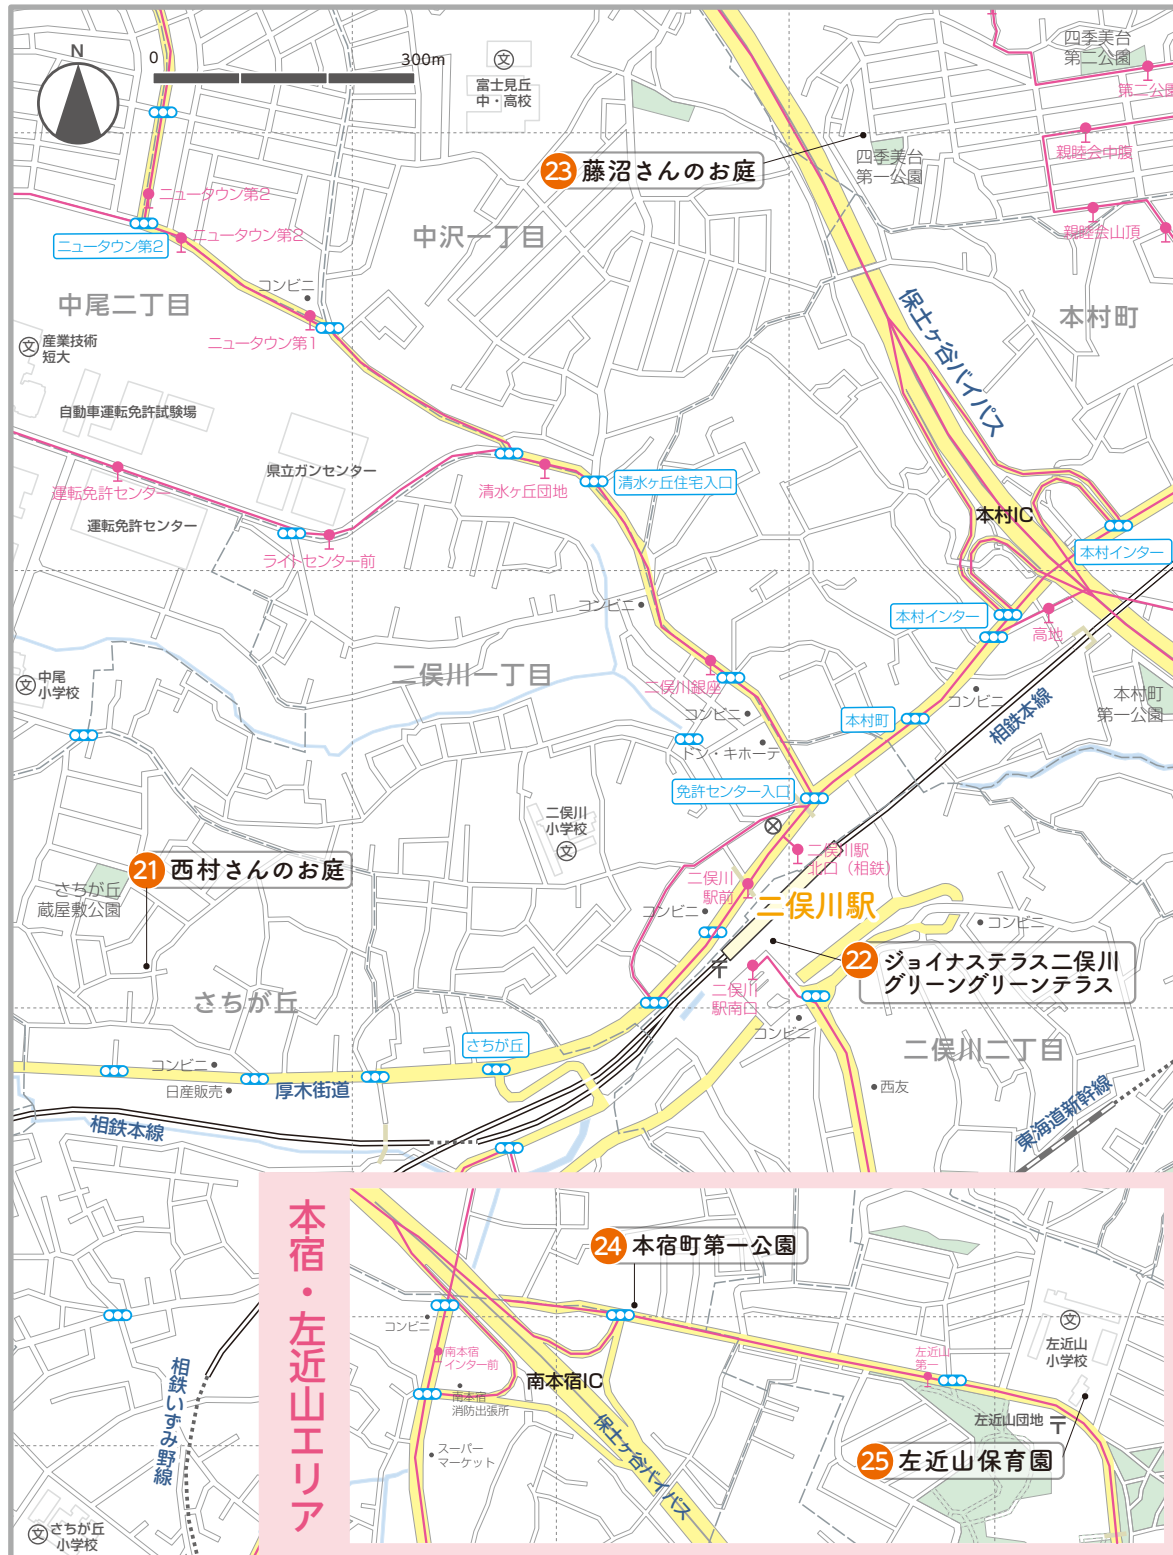 N
0
300m
文
富士見丘
中・高校
四季美台
第二公園
第二公園
親睦会中腹
四季美台
第一公園
23 藤沼さんのお庭
親睦会山頂
ニュータウン第2
ニュータウン第2
ニュータウン第2
中沢一丁目
コンビニ
中尾二丁目
ニュータウン第1
保土ヶ谷バイパス
本村町
文
産業技術
短大
自動車運転免許試験場
県立ガンセンター
運転免許センター
運転免許センター
ライトセンター前
清水ヶ丘団地
清水ヶ丘住宅入口
本村IC
本村インター
本村インター
高地
コンビニ
文
中尾
小学校
二俣川一丁目
二俣川銀座
コンビニ
ドン・キホーテ
本村町
コンビニ
相鉄本線
本村町
第一公園
免許センター入口
二俣川
小学校
文
二俣川駅
北口（相鉄）
二俣川
駅前
コンビニ
二俣川駅
21 西村さんのお庭
さちが丘
蔵屋敷公園
コンビニ
22 ジョイナステラス二俣川
グリーングリーンテラス
〒
二俣川
駅南口
コンビニ
さちが丘
さちが丘
二俣川二丁目
コンビニ
日産販売
厚木街道
西友
相鉄本線
東海道新幹線
本宿・左近山エリア
24 本宿町第一公園
コンビニ
南本宿
インター前
南本宿IC
南本宿
消防出張所
スーパー
マーケット
保土ヶ谷バイパス
文
左近山
小学校
左近山
第一
左近山団地
〒
25 左近山保育園
相鉄いずみ野線
文
さちが丘
小学校